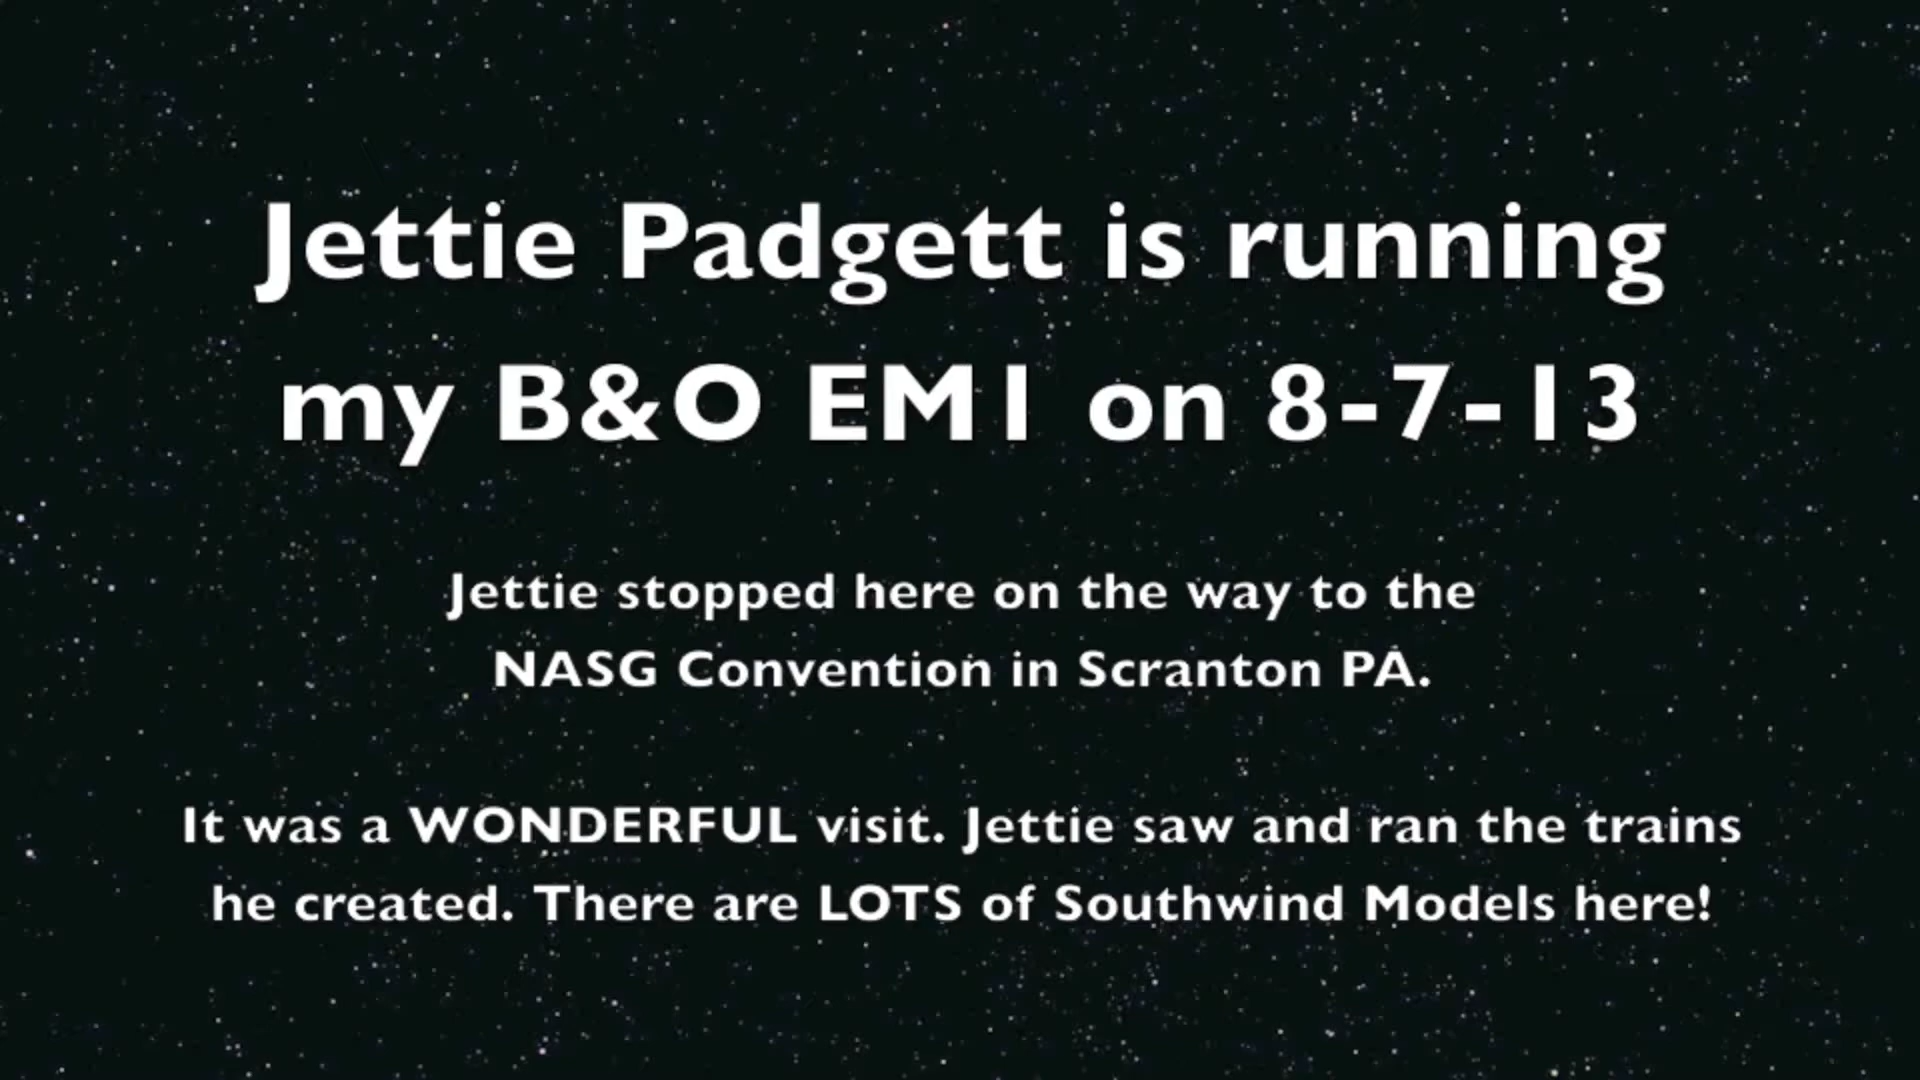 Jettie Padgett is running
my B&O EM1 on 8-7-13
Jettie stopped here on the way to the
NASG Convention in Scranton PA.
It was a WONDERFUL visit. Jettie saw and ran the trains
he created. There are LOTS of Southwind Models here!